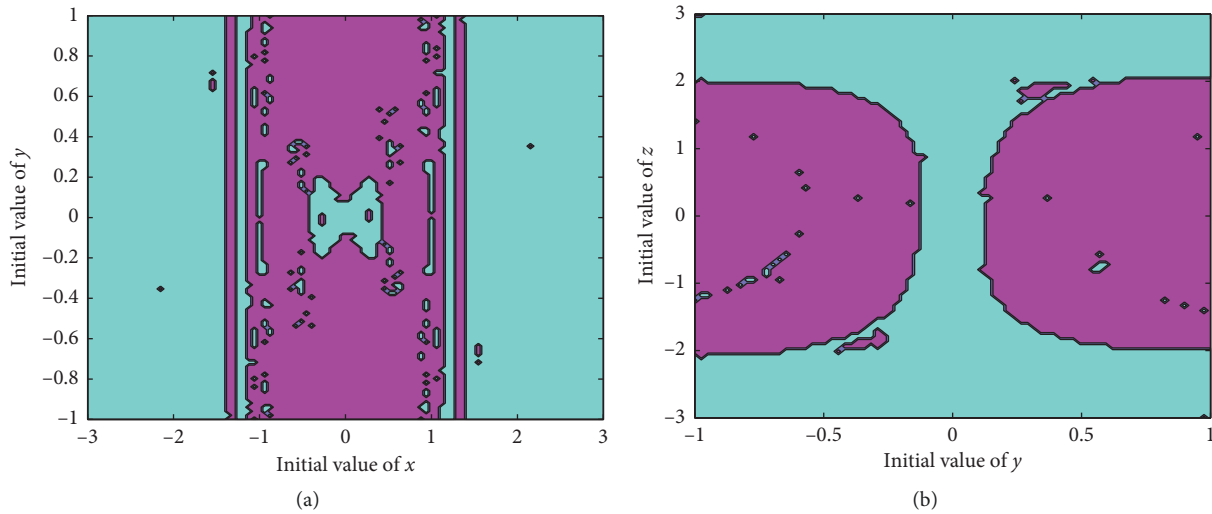 1
0.8
0.6
0.4
0.2
0
−0.2
−0.4
−0.6
−0.8
−1
Initial value of y
−3 −2 −1 0 1 2 3
Initial value of x
(a)
3
2
1
0
−1
−2
−3
Initial value of z
−1 −0.5 0 0.5 1
Initial value of y
(b)